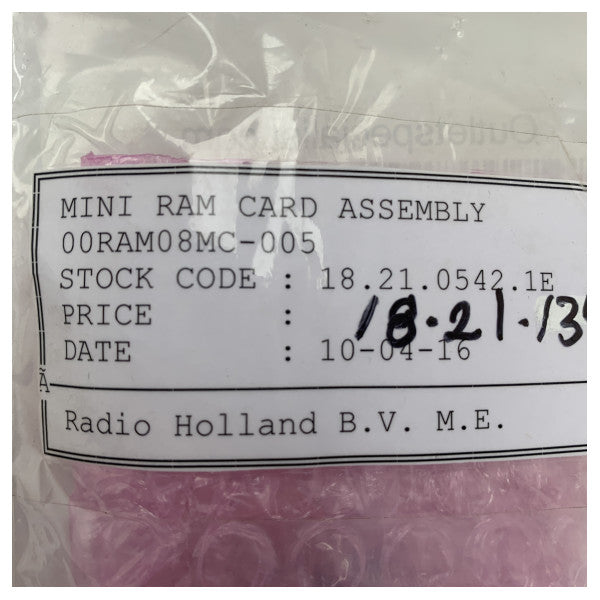 MINI RAM CARD ASSEMBLY
00RAM08MC-005
STOCK CODE : 18.21.0542.1E
PRICE :
18.21.13
DATE : 10-04-16
Ã
Radio Holland B.V. M.E.